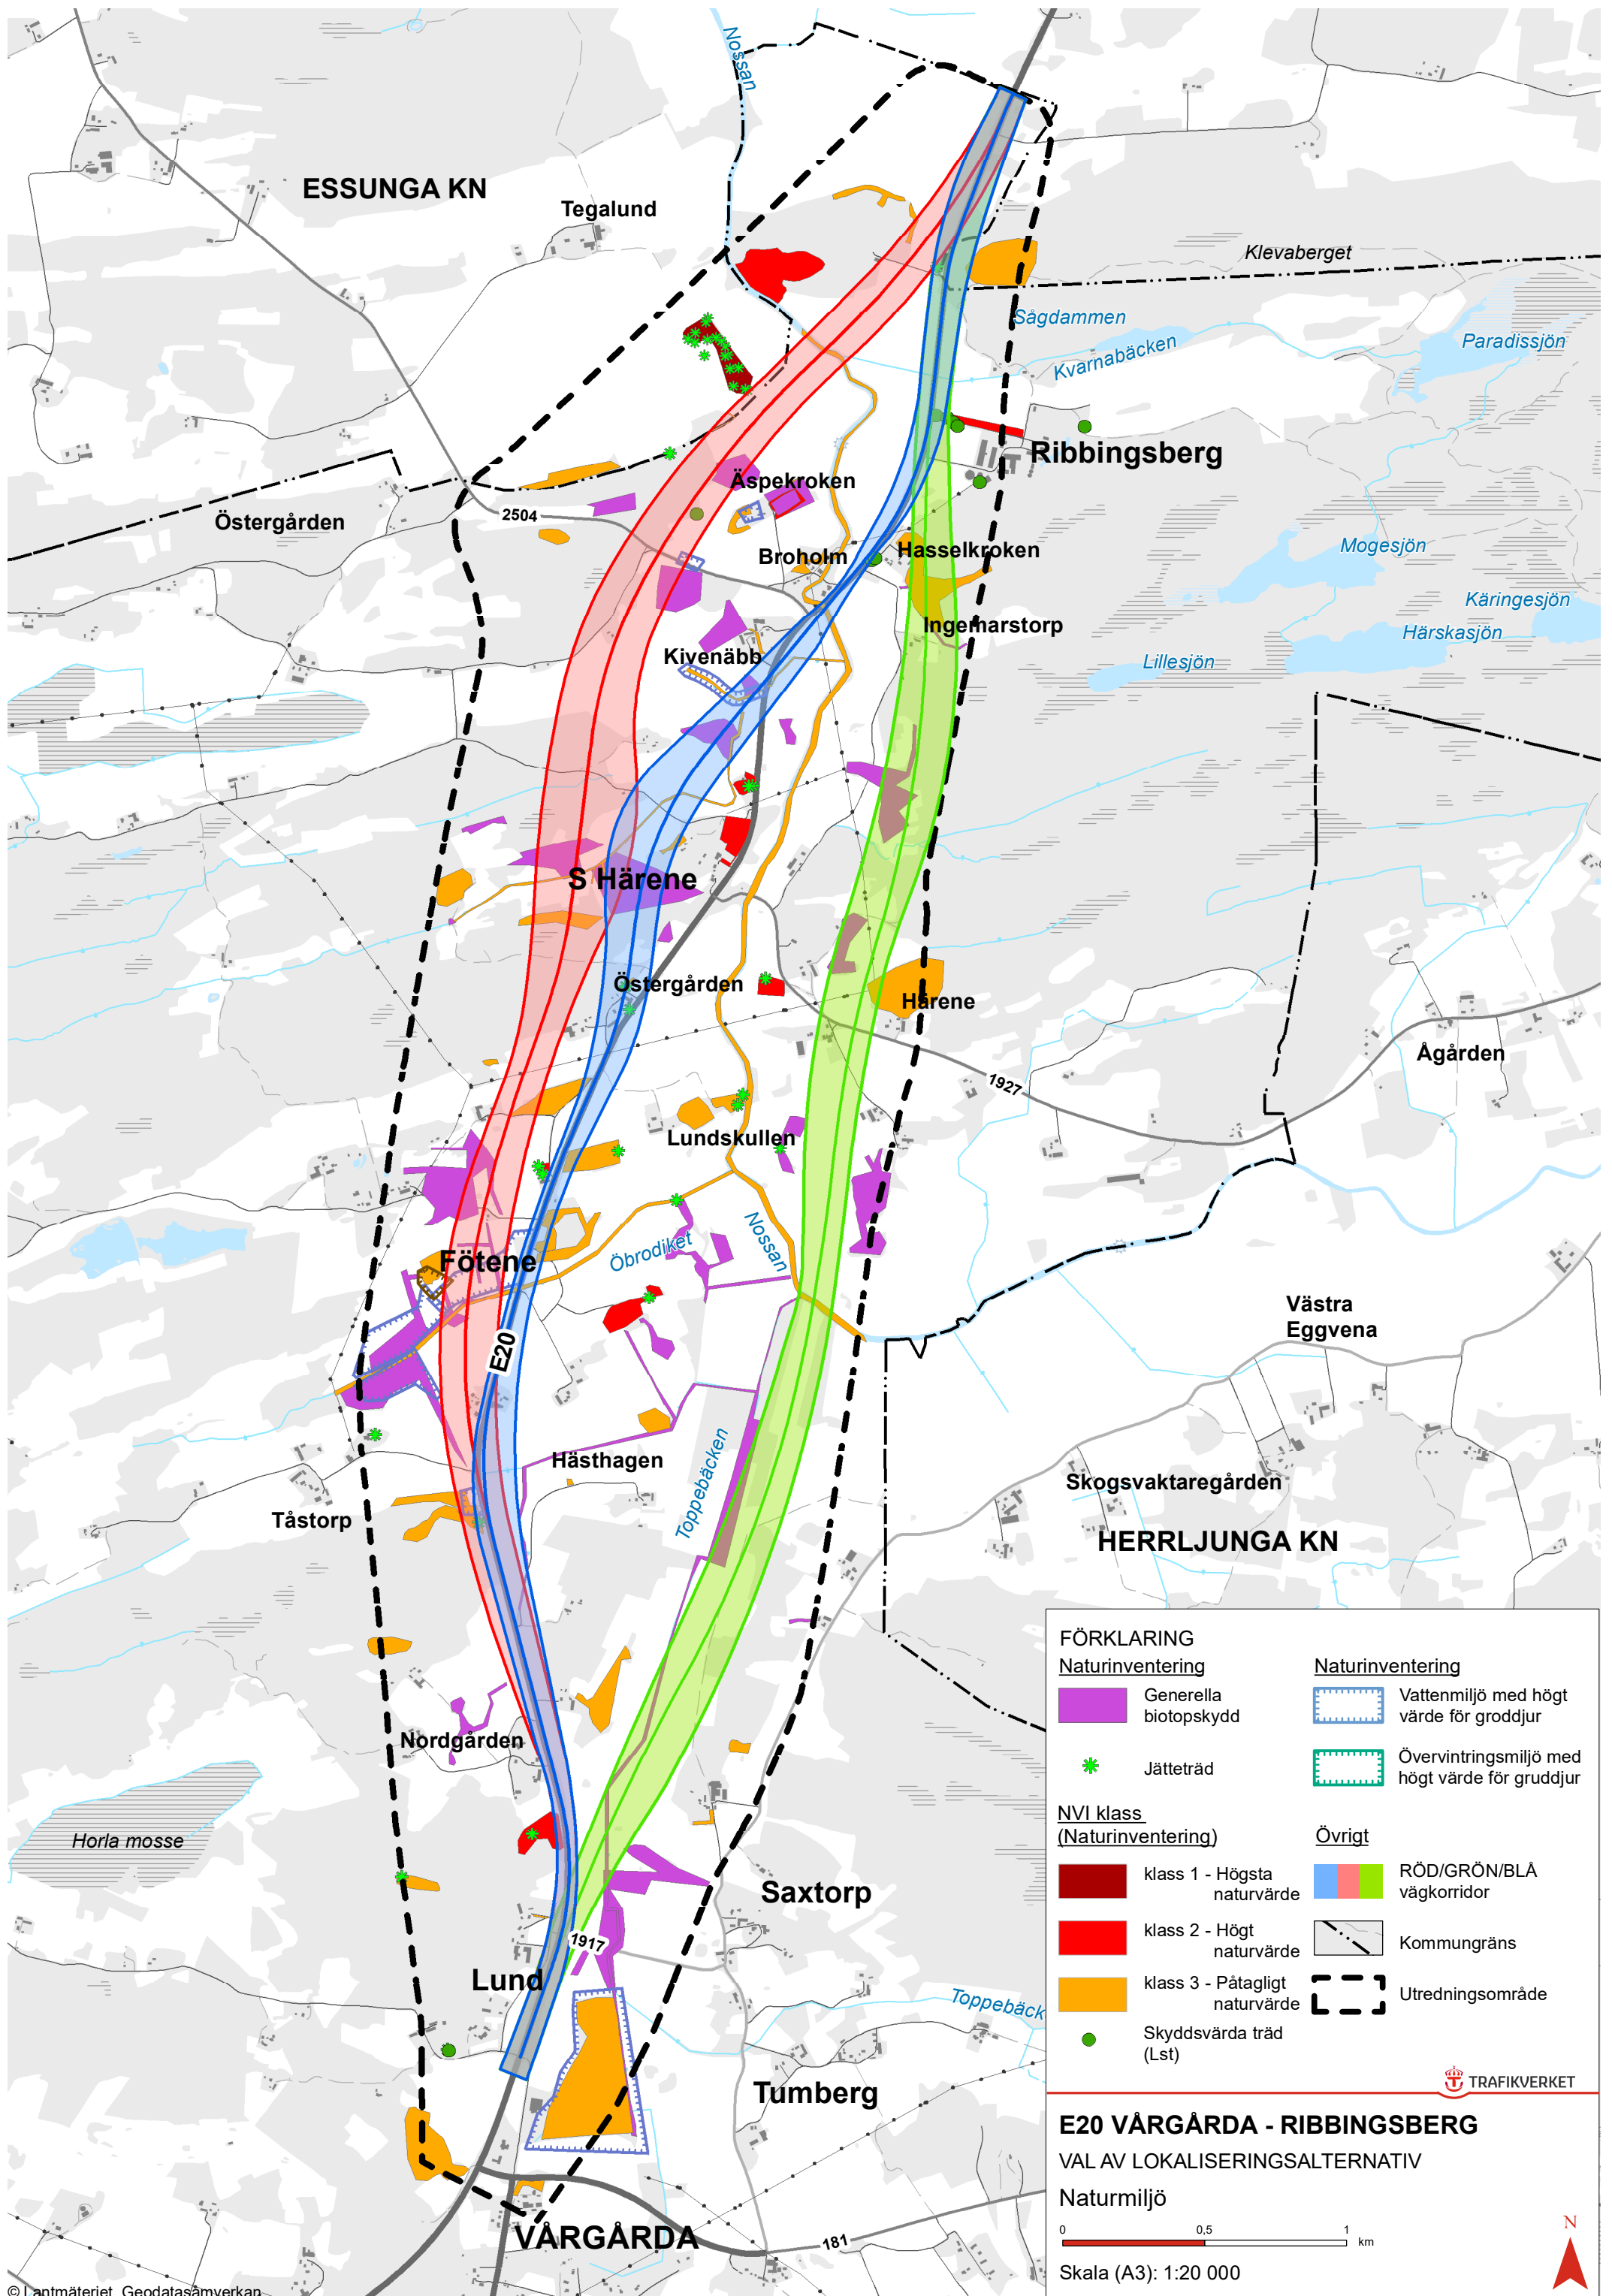 Nossan
ESSUNGA KN
Tegalund
Klevaberget
Sågdammen
Kvarnabäcken
Paradissjön
Ribbingsberg
Äspekroken
Östergården
2504
Broholm
Hasselkroken
Mogesjön
Käringesjön
Härskasjön
Ingemarstorp
Kivenäbb
Lillesjön
S Härene
Östergården
Härene
Ågården
1927
Lundskullen
Nossan
Öbrodiket
Fötene
Västra
Eggvena
E20
Hästhagen
Toppebäcken
Skogsvaktaregården
Tåstorp
HERRLJUNGA KN
Nordgården
Horla mosse
Saxtorp
1917
Lund
Toppebäck
Tumberg
VÅRGÅRDA
181
FÖRKLARING
Naturinventering
Generella
biotopskydd
Jätteträd
NVI klass
(Naturinventering)
klass 1 - Högsta
naturvärde
klass 2 - Högt
naturvärde
klass 3 - Påtagligt
naturvärde
Skyddsvärda träd
(Lst)
Naturinventering
Vattenmiljö med högt
värde för groddjur
Övervintringsmiljö med
högt värde för gruddjur
Övrigt
RÖD/GRÖN/BLÅ
vägkorridor
Kommungräns
Utredningsområde
TRAFIKVERKET
E20 VÅRGÅRDA - RIBBINGSBERG
VAL AV LOKALISERINGSALTERNATIV
Naturmiljö
0 0,5 1 km
Skala (A3): 1:20 000
N
© Lantmäteriet, Geodatasamverkan